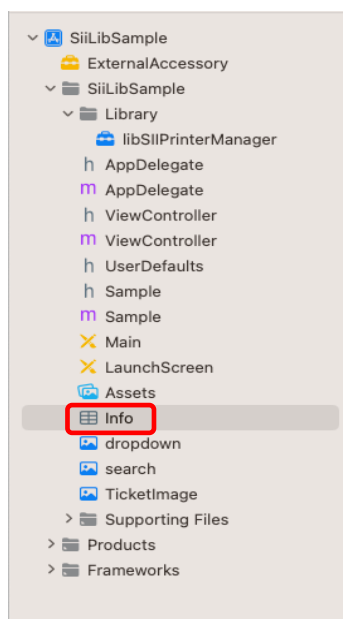 SiiLibSample
ExternalAccessory
SiiLibSample
Library
libSIIPrinterManager
h AppDelegate
m AppDelegate
h ViewController
m ViewController
h UserDefaults
h Sample
m Sample
Main
LaunchScreen
Assets
Info
dropdown
search
TicketImage
Supporting Files
Products
Frameworks